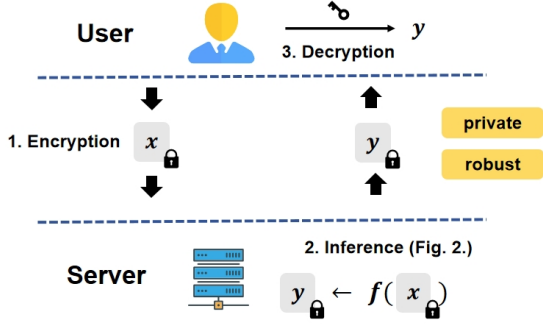 User
y
3. Decryption
1. Encryption
x
y
private
robust
2. Inference (Fig. 2.)
Server
y ← f( x )